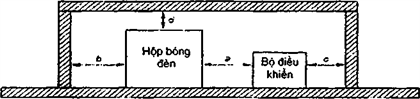 d
Hộp bóng
đèn
b
a
Bộ điều
khiển
c